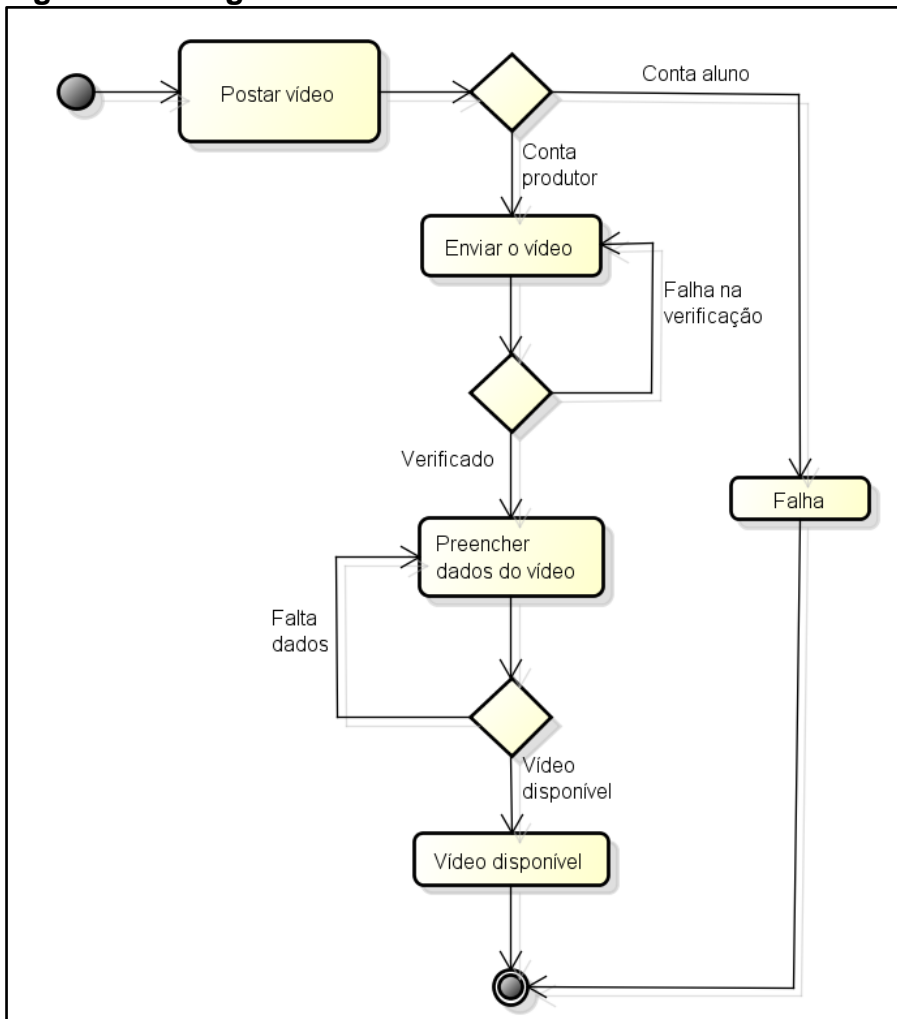 Postar vídeo
Conta aluno
Conta
produtor
Enviar o vídeo
Falha na
verificação
Verificado
Falha
Preencher
dados do vídeo
Falta
dados
Vídeo
disponível
Vídeo disponível